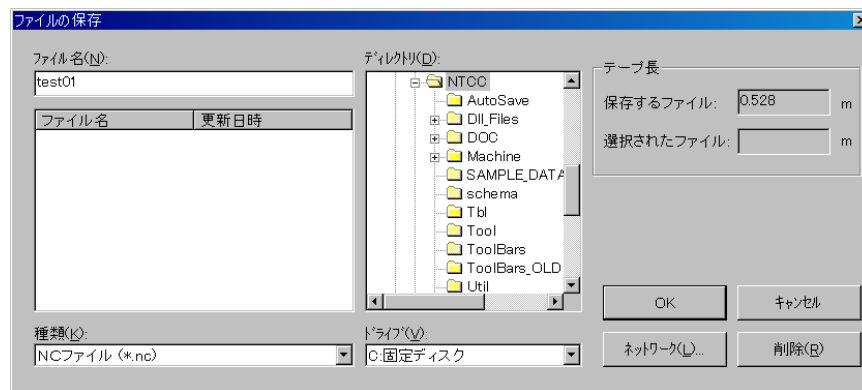 ファイルの保存
ファイル名(N):
test01
ファイル名 更新日時
種類(K):
NCファイル (*.nc)
ディレクトリ(D):
NTCC
AutoSave
Dll_Files
DOC
Machine
SAMPLE_DATA
schema
Tbl
Tool
ToolBars
ToolBars_OLD
Util
ドライブ(V):
C:固定ディスク
テープ長
保存するファイル: 0.528 m
選択されたファイル: m
OK キャンセル
ネットワーク(L)... 削除(R)